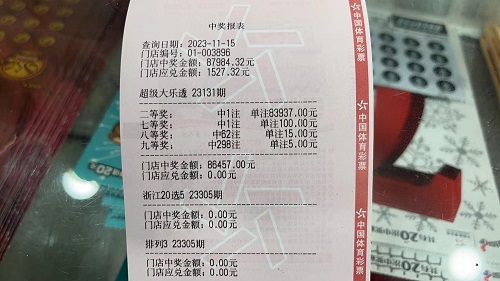 中奖报表
查询日期：2023-11-15
门店编号：01-003896
门店中奖金额：87984.32元
门店应兑金额：1527.32元
超级大乐透 23131期
二等奖： 中1注 单注83937.00元
七等奖： 中1注 单注100.00元
八等奖： 中62注 单注15.00元
九等奖： 中298注 单注5.00元
门店中奖金额：86457.00元
门店应兑金额：0.00元
浙江20选5 23305期
门店中奖金额：0.00元
门店应兑金额：0.00元
排列3 23305期
门店中奖金额：0.00元
门店应兑金额：0.00元
中国体育彩票
中国体育彩票
中国体育彩票